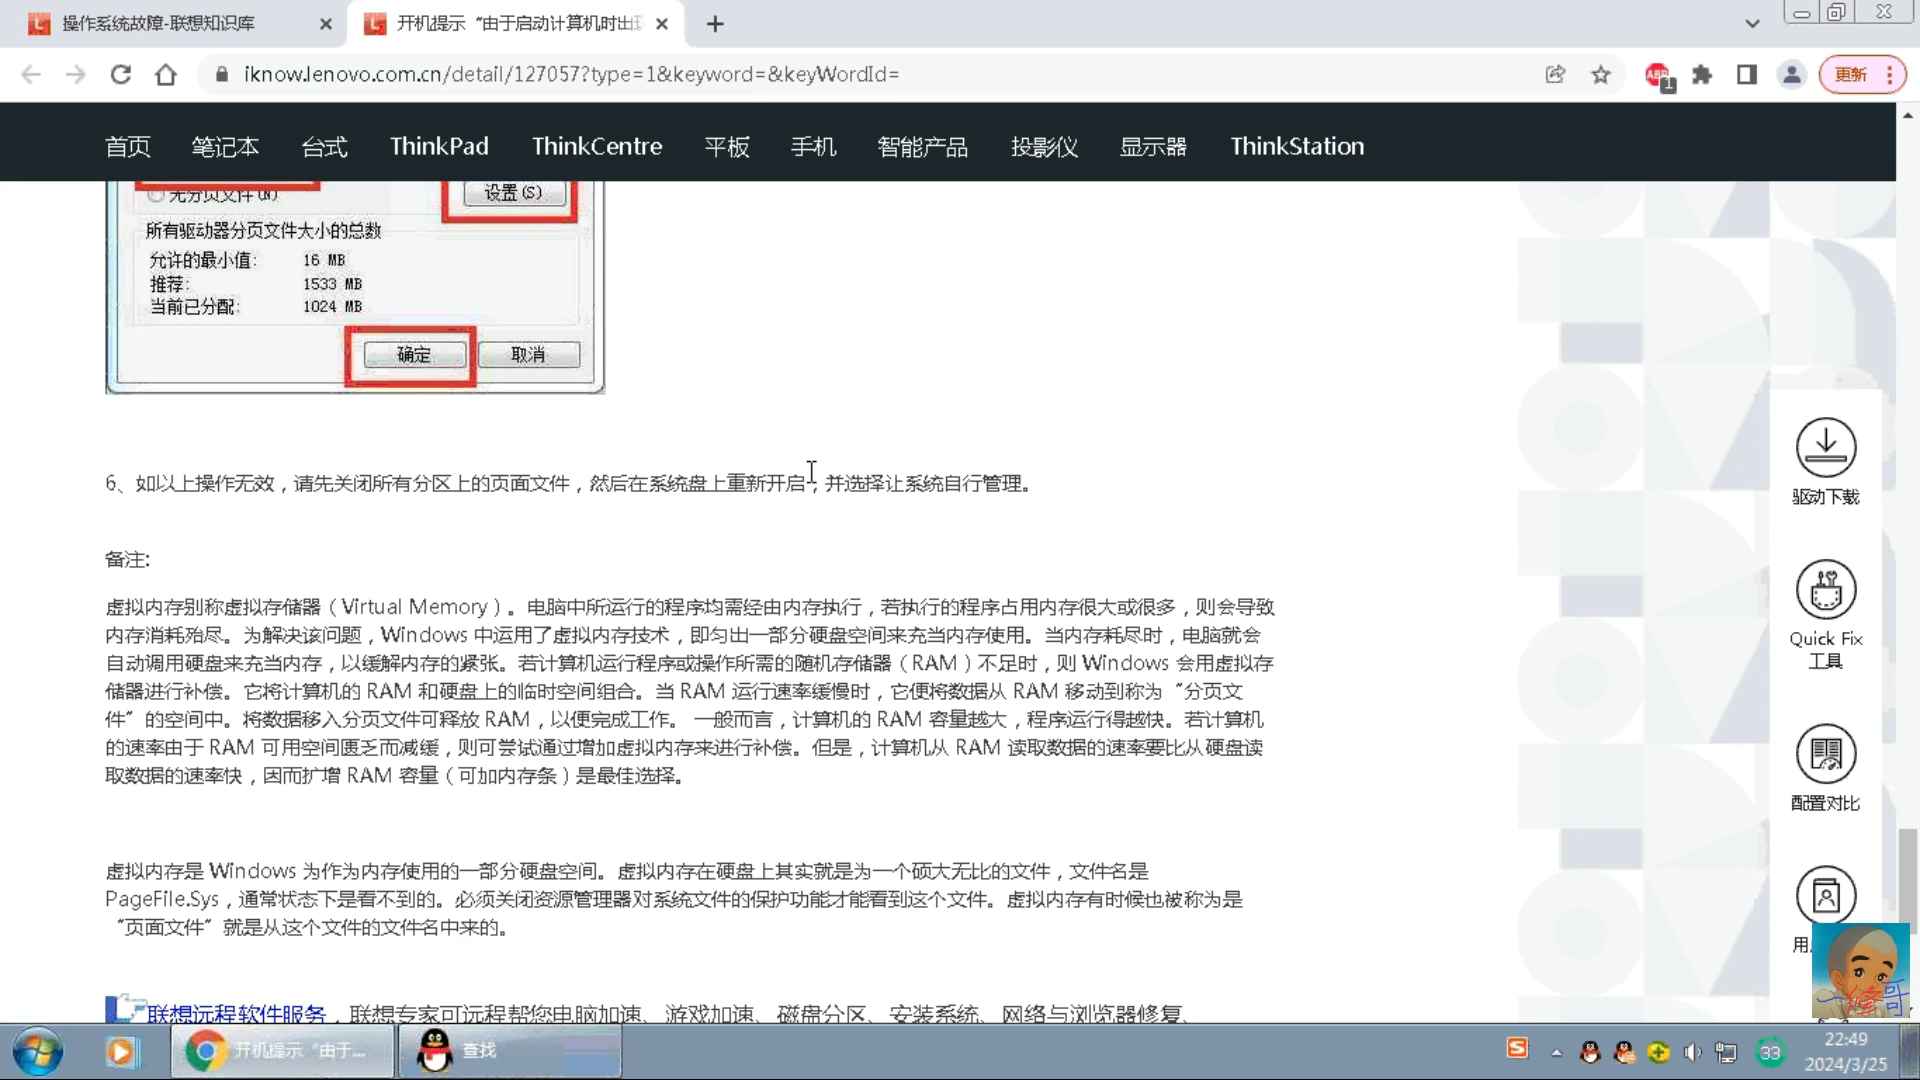 操作系统故障-联想知识库
开机提示“由于启动计算机时出
iknow.lenovo.com.cn/detail/127057?type=1&keyword=&keyWordId=
ABP
1
更新
首页 笔记本 台式 ThinkPad ThinkCentre 平板 手机 智能产品 投影仪 显示器 ThinkStation
无分页文件(N)
设置(S)
所有驱动器分页文件大小的总数
允许的最小值: 16 MB
推荐: 1533 MB
当前已分配: 1024 MB
确定 取消
6、如以上操作无效，请先关闭所有分区上的页面文件，然后在系统盘上重新开启，并选择让系统自行管理。
备注:
虚拟内存别称虚拟存储器（Virtual Memory）。电脑中所运行的程序均需经由内存执行，若执行的程序占用内存很大或很多，则会导致
内存消耗殆尽。为解决该问题，Windows 中运用了虚拟内存技术，即匀出一部分硬盘空间来充当内存使用。当内存耗尽时，电脑就会
自动调用硬盘来充当内存，以缓解内存的紧张。若计算机运行程序或操作所需的随机存储器（RAM）不足时，则 Windows 会用虚拟存
储器进行补偿。它将计算机的 RAM 和硬盘上的临时空间组合。当 RAM 运行速率缓慢时，它便将数据从 RAM 移动到称为“分页文
件”的空间中。将数据移入分页文件可释放 RAM，以便完成工作。 一般而言，计算机的 RAM 容量越大，程序运行得越快。若计算机
的速率由于 RAM 可用空间匮乏而减缓，则可尝试通过增加虚拟内存来进行补偿。但是，计算机从 RAM 读取数据的速率要比从硬盘读
取数据的速率快，因而扩增 RAM 容量（可加内存条）是最佳选择。
虚拟内存是 Windows 为作为内存使用的一部分硬盘空间。虚拟内存在硬盘上其实就是为一个硕大无比的文件，文件名是
PageFile.Sys，通常状态下是看不到的。必须关闭资源管理器对系统文件的保护功能才能看到这个文件。虚拟内存有时候也被称为是
“页面文件”就是从这个文件的文件名中来的。
联想远程软件服务，联想专家可远程帮您电脑加速、游戏加速、磁盘分区、安装系统、网络与浏览器修复、
驱动下载
Quick Fix
工具
配置对比
用
一修哥
开机提示“由于...
查找
S
33
22:49
2024/3/25